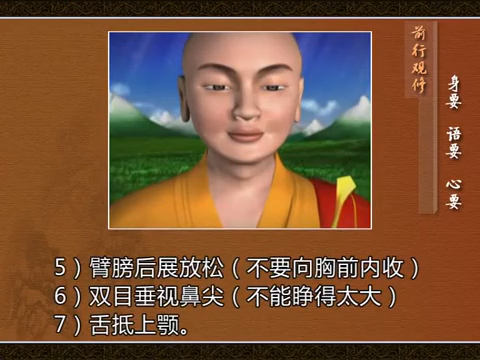 前行观修
身要 语要 心要
5）臂膀后展放松（不要向胸前内收）
6）双目垂视鼻尖（不能睁得太大）
7）舌抵上颚。